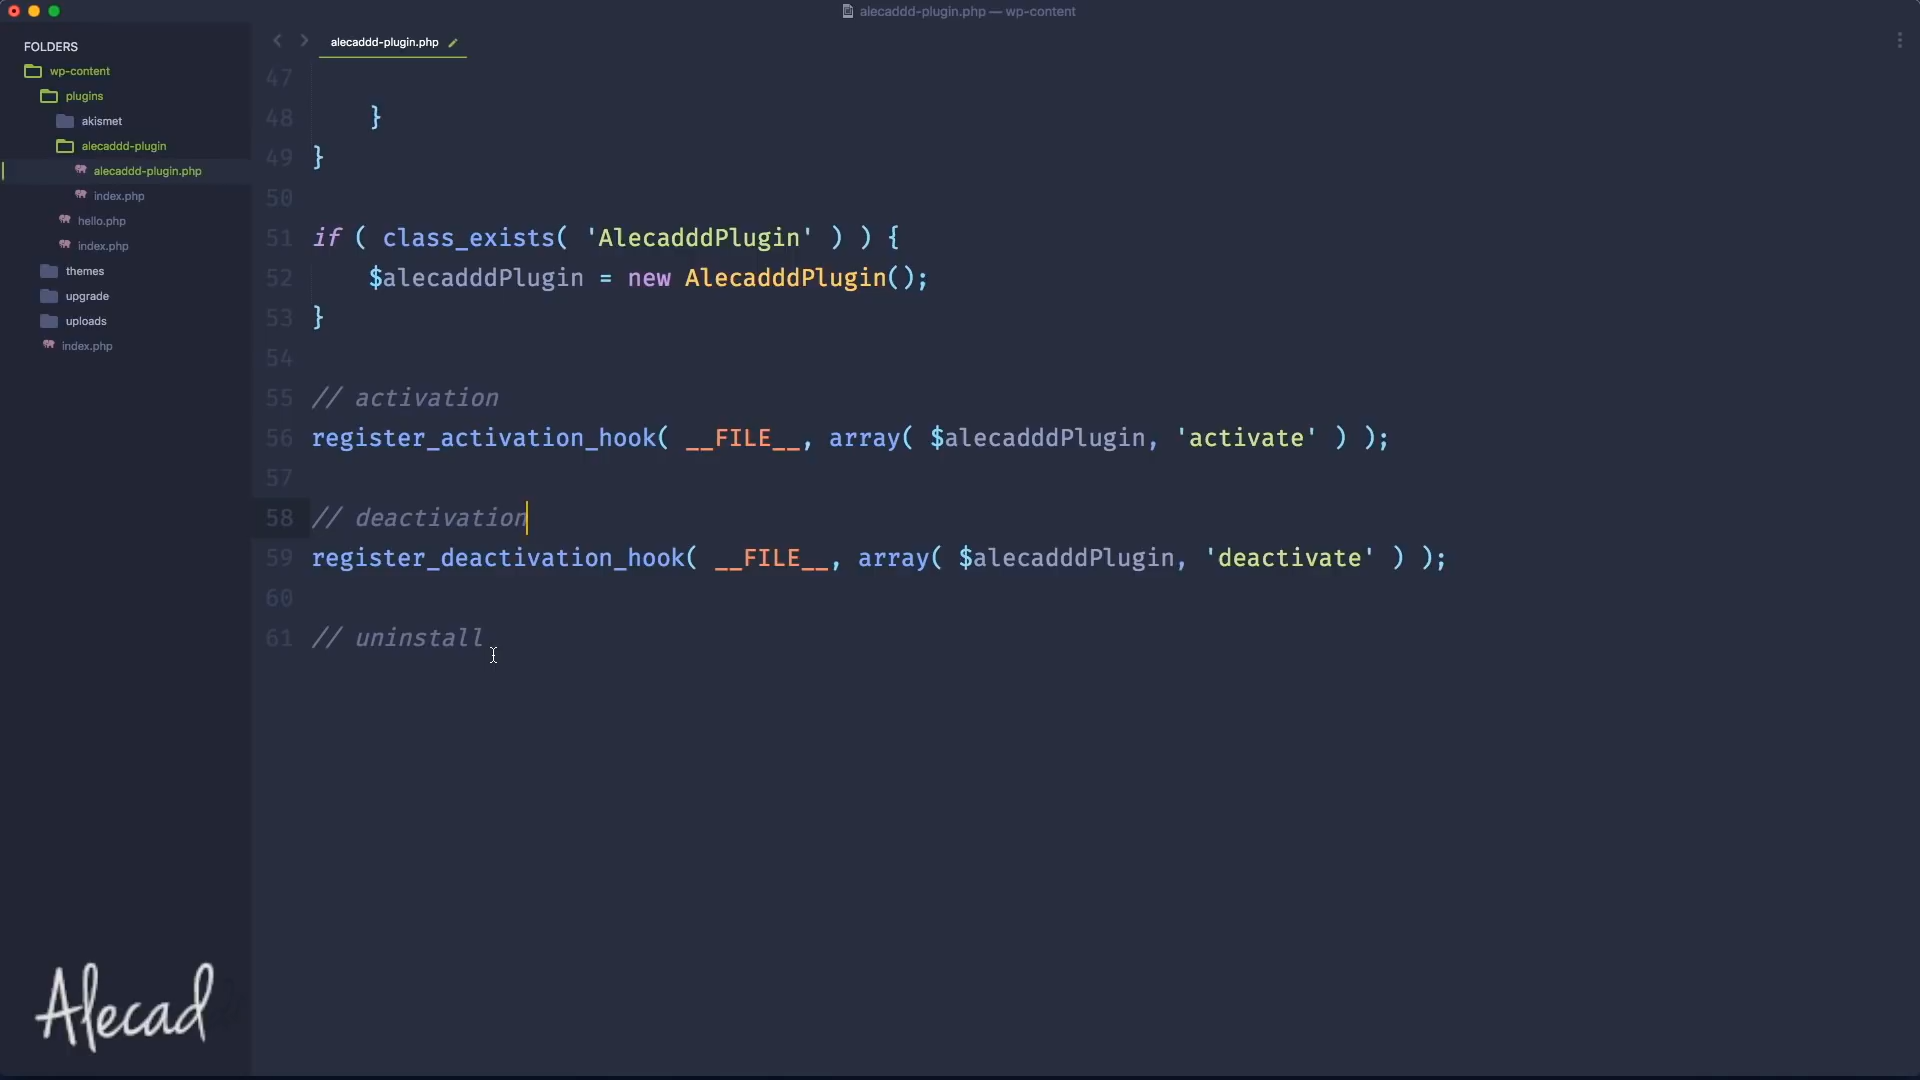 alecaddd-plugin.php — wp-content
FOLDERS
wp-content
plugins
akismet
alecaddd-plugin
alecaddd-plugin.php
index.php
hello.php
index.php
themes
upgrade
uploads
index.php
alecaddd-plugin.php
47
48 }
49 }
50
51 if ( class_exists( 'AlecadddPlugin' ) ) {
52 $alecadddPlugin = new AlecadddPlugin();
53 }
54
55 // activation
56 register_activation_hook( __FILE__, array( $alecadddPlugin, 'activate' ) );
57
58 // deactivation
59 register_deactivation_hook( __FILE__, array( $alecadddPlugin, 'deactivate' ) );
60
61 // uninstall
Alecad